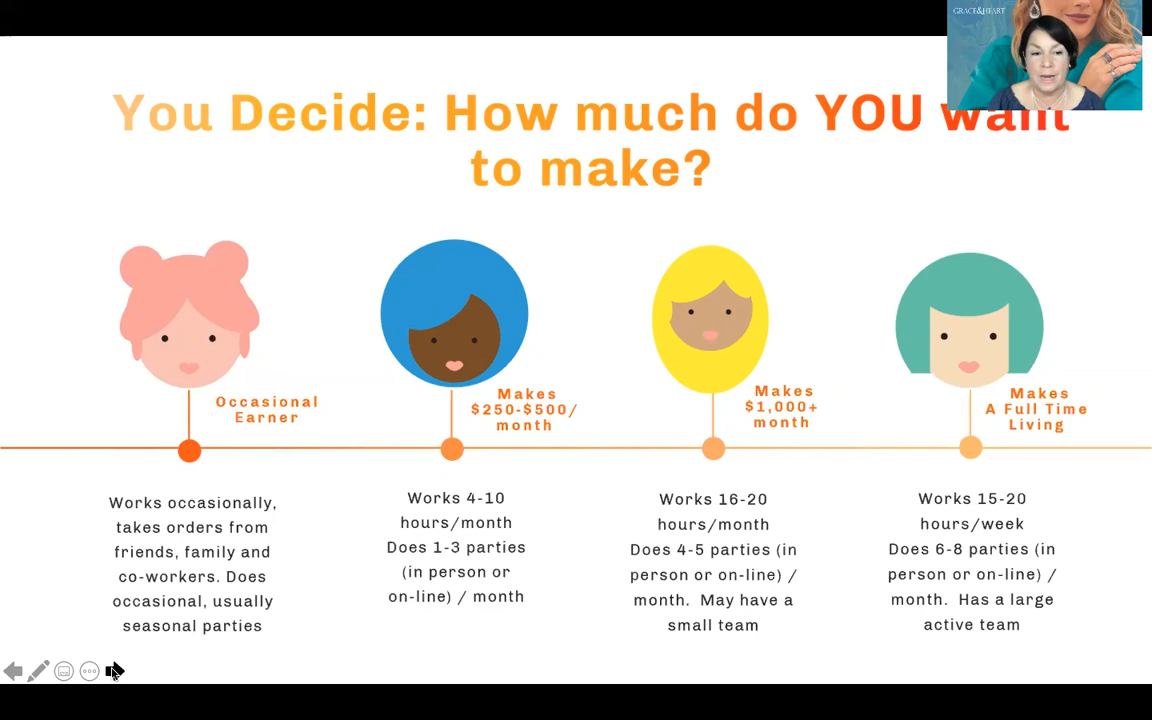 GRACE&HEART
You Decide: How much do YOU want
to make?
Occasional
Earner
Makes
$250-$500/
month
Makes
$1,000+
month
Makes
A Full Time
Living
Works occasionally,
takes orders from
friends, family and
co-workers. Does
occasional, usually
seasonal parties
Works 4-10
hours/month
Does 1-3 parties
(in person or
on-line) / month
Works 16-20
hours/month
Does 4-5 parties (in
person or on-line) /
month. May have a
small team
Works 15-20
hours/week
Does 6-8 parties (in
person or on-line) /
month. Has a large
active team